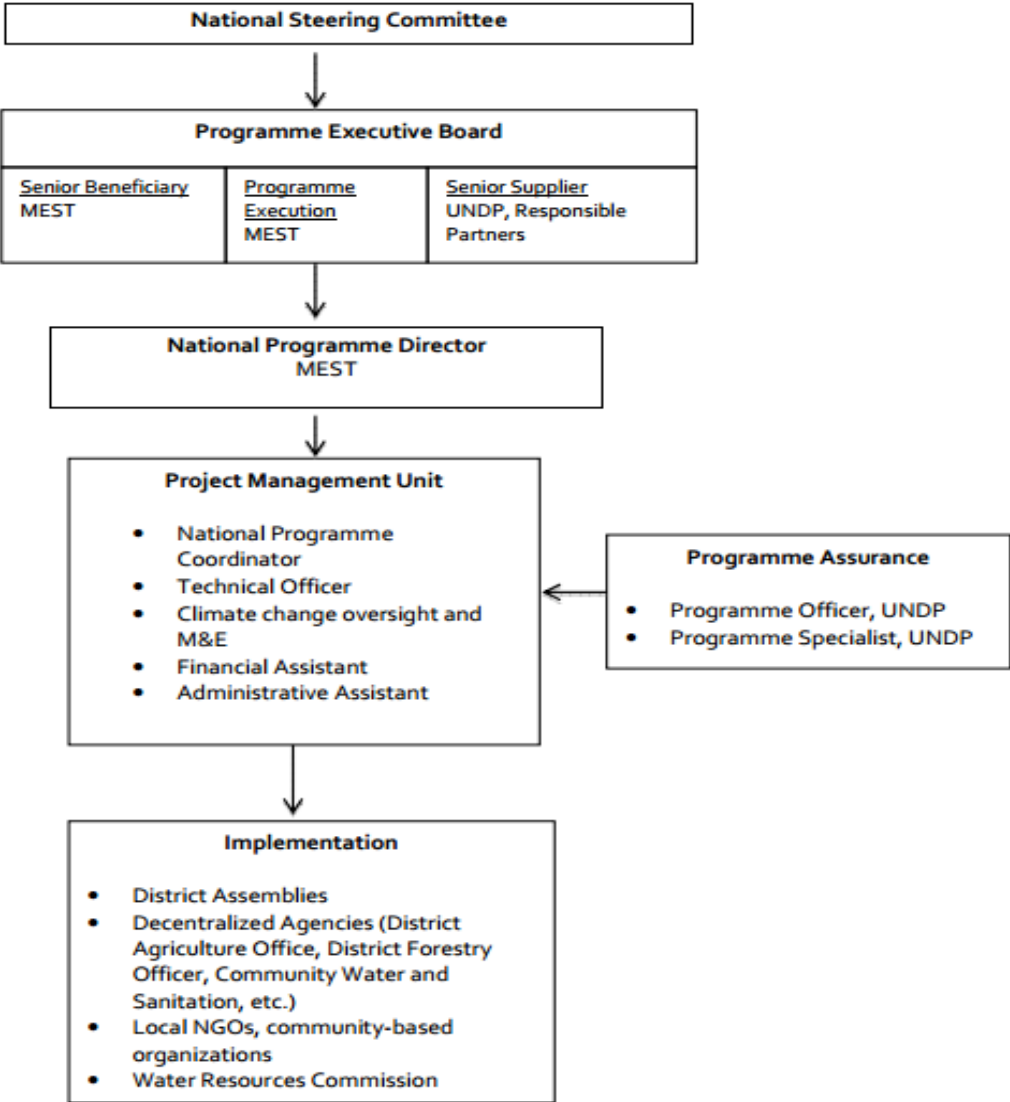 National Steering Committee
Programme Executive Board
Senior Beneficiary
MEST
Programme
Execution
MEST
Senior Supplier
UNDP, Responsible
Partners
National Programme Director
MEST
Project Management Unit
• National Programme
Coordinator
• Technical Officer
• Climate change oversight and
M&E
• Financial Assistant
• Administrative Assistant
Programme Assurance
• Programme Officer, UNDP
• Programme Specialist, UNDP
Implementation
• District Assemblies
• Decentralized Agencies (District
Agriculture Office, District Forestry
Officer, Community Water and
Sanitation, etc.)
• Local NGOs, community-based
organizations
• Water Resources Commission